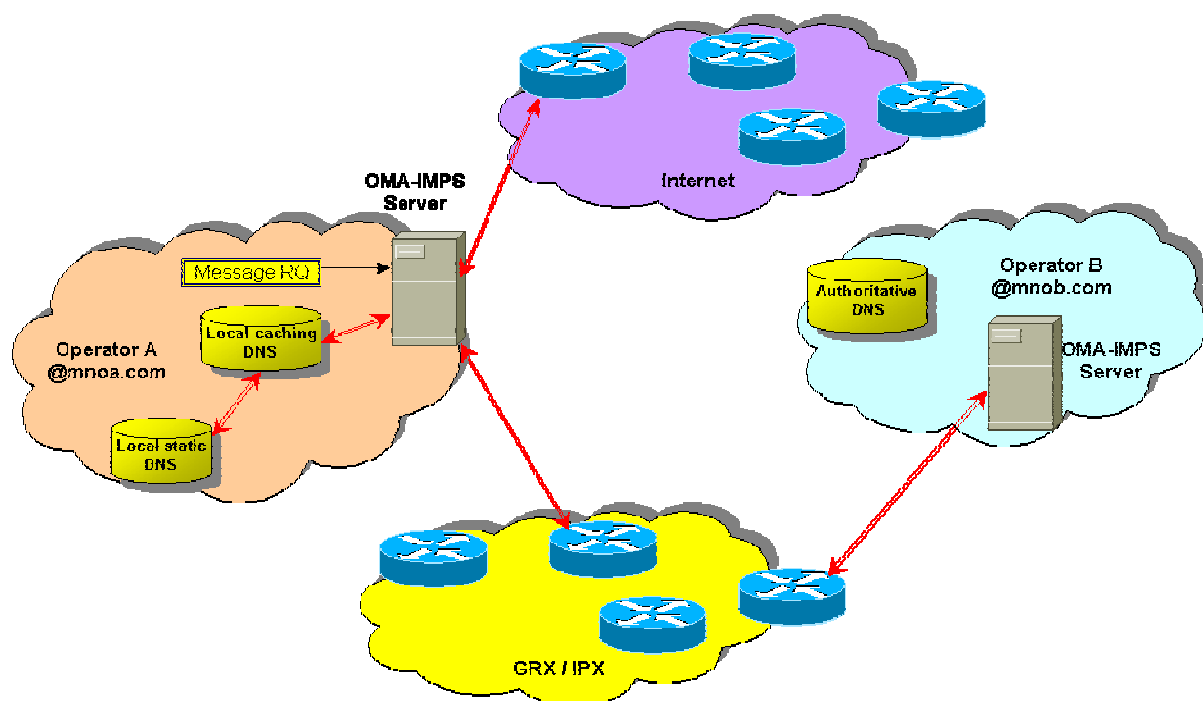 Internet
OMA-IMPS
Server
Message RQ
Local caching
DNS
Operator A
@mnoa.com
Local static
DNS
Operator B
@mnob.com
Authoritative
DNS
OMA-IMPS
Server
GRX / IPX